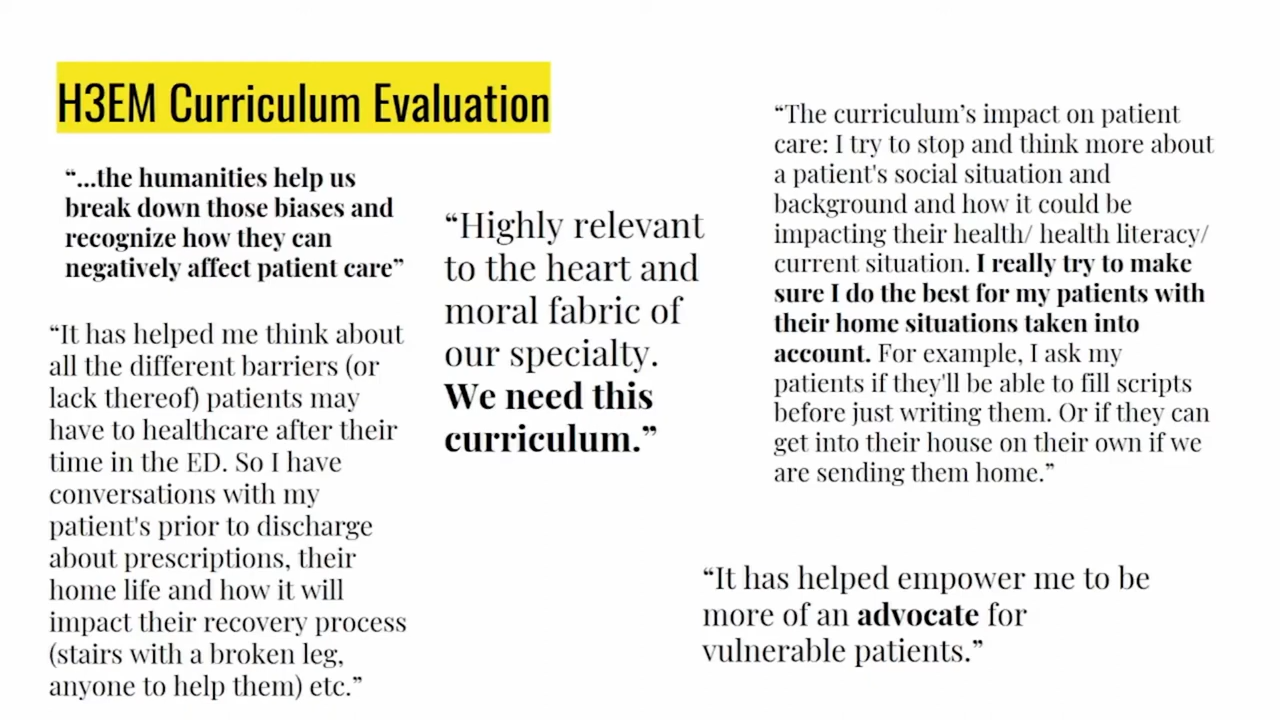 H3EM Curriculum Evaluation
“...the humanities help us
break down those biases and
recognize how they can
negatively affect patient care”
“It has helped me think about
all the different barriers (or
lack thereof) patients may
have to healthcare after their
time in the ED. So I have
conversations with my
patient's prior to discharge
about prescriptions, their
home life and how it will
impact their recovery process
(stairs with a broken leg,
anyone to help them) etc.”
“Highly relevant
to the heart and
moral fabric of
our specialty.
We need this
curriculum.”
“The curriculum’s impact on patient
care: I try to stop and think more about
a patient's social situation and
background and how it could be
impacting their health/ health literacy/
current situation. I really try to make
sure I do the best for my patients with
their home situations taken into
account. For example, I ask my
patients if they'll be able to fill scripts
before just writing them. Or if they can
get into their house on their own if we
are sending them home.”
“It has helped empower me to be
more of an advocate for
vulnerable patients.”